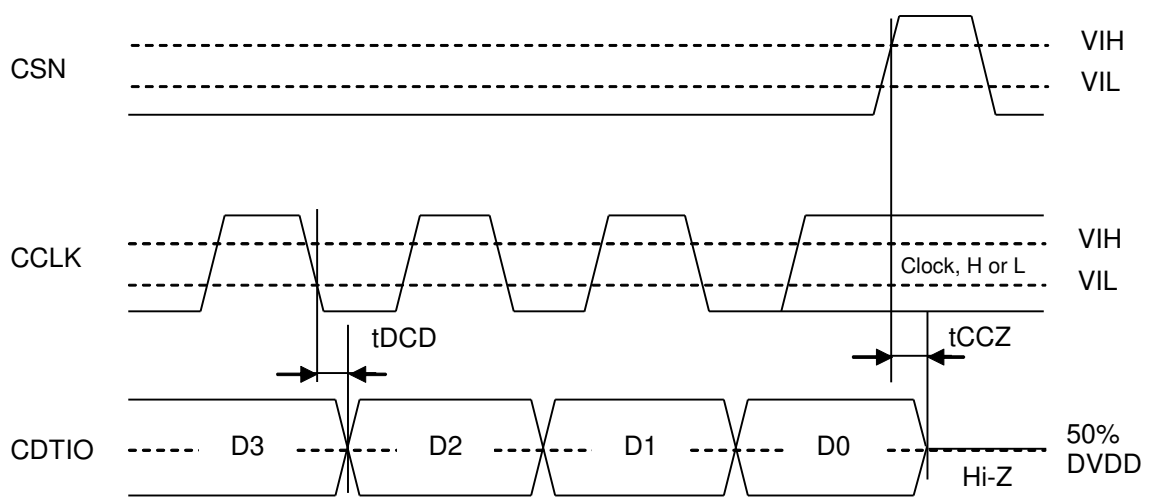 CSN
VIH
VIL
CCLK
VIH
Clock, H or L
VIL
tDCD
tCCZ
CDTIO
D3
D2
D1
D0
Hi-Z
50%
DVDD